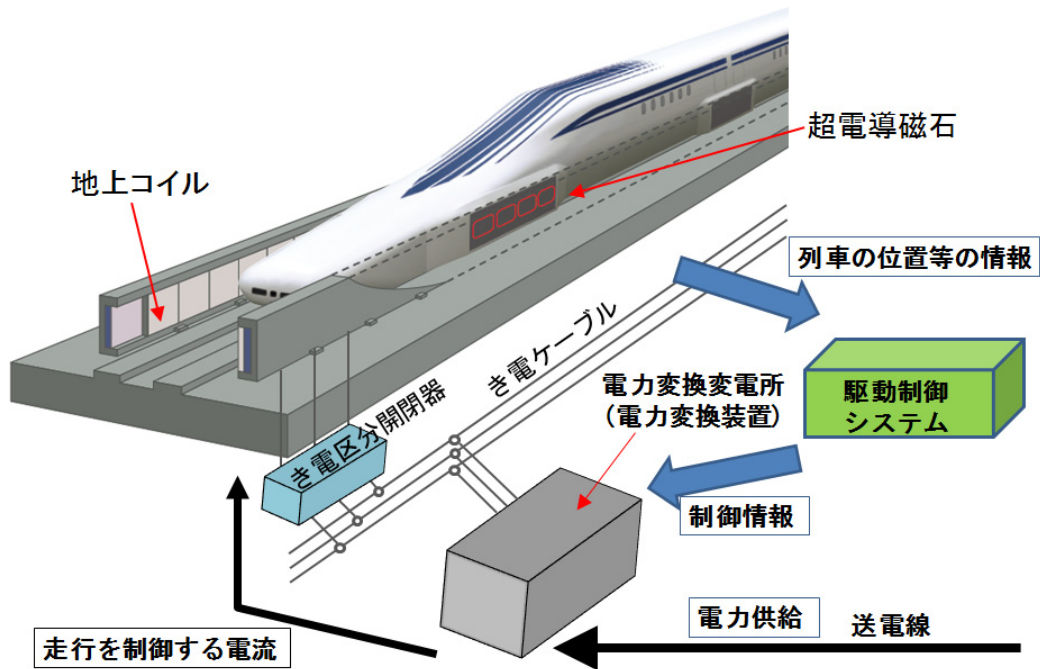 超電導磁石
地上コイル
列車の位置等の情報
き電ケーブル
電力変換変電所
（電力変換装置）
駆動制御
システム
き電区分開閉器
制御情報
電力供給
送電線
走行を制御する電流